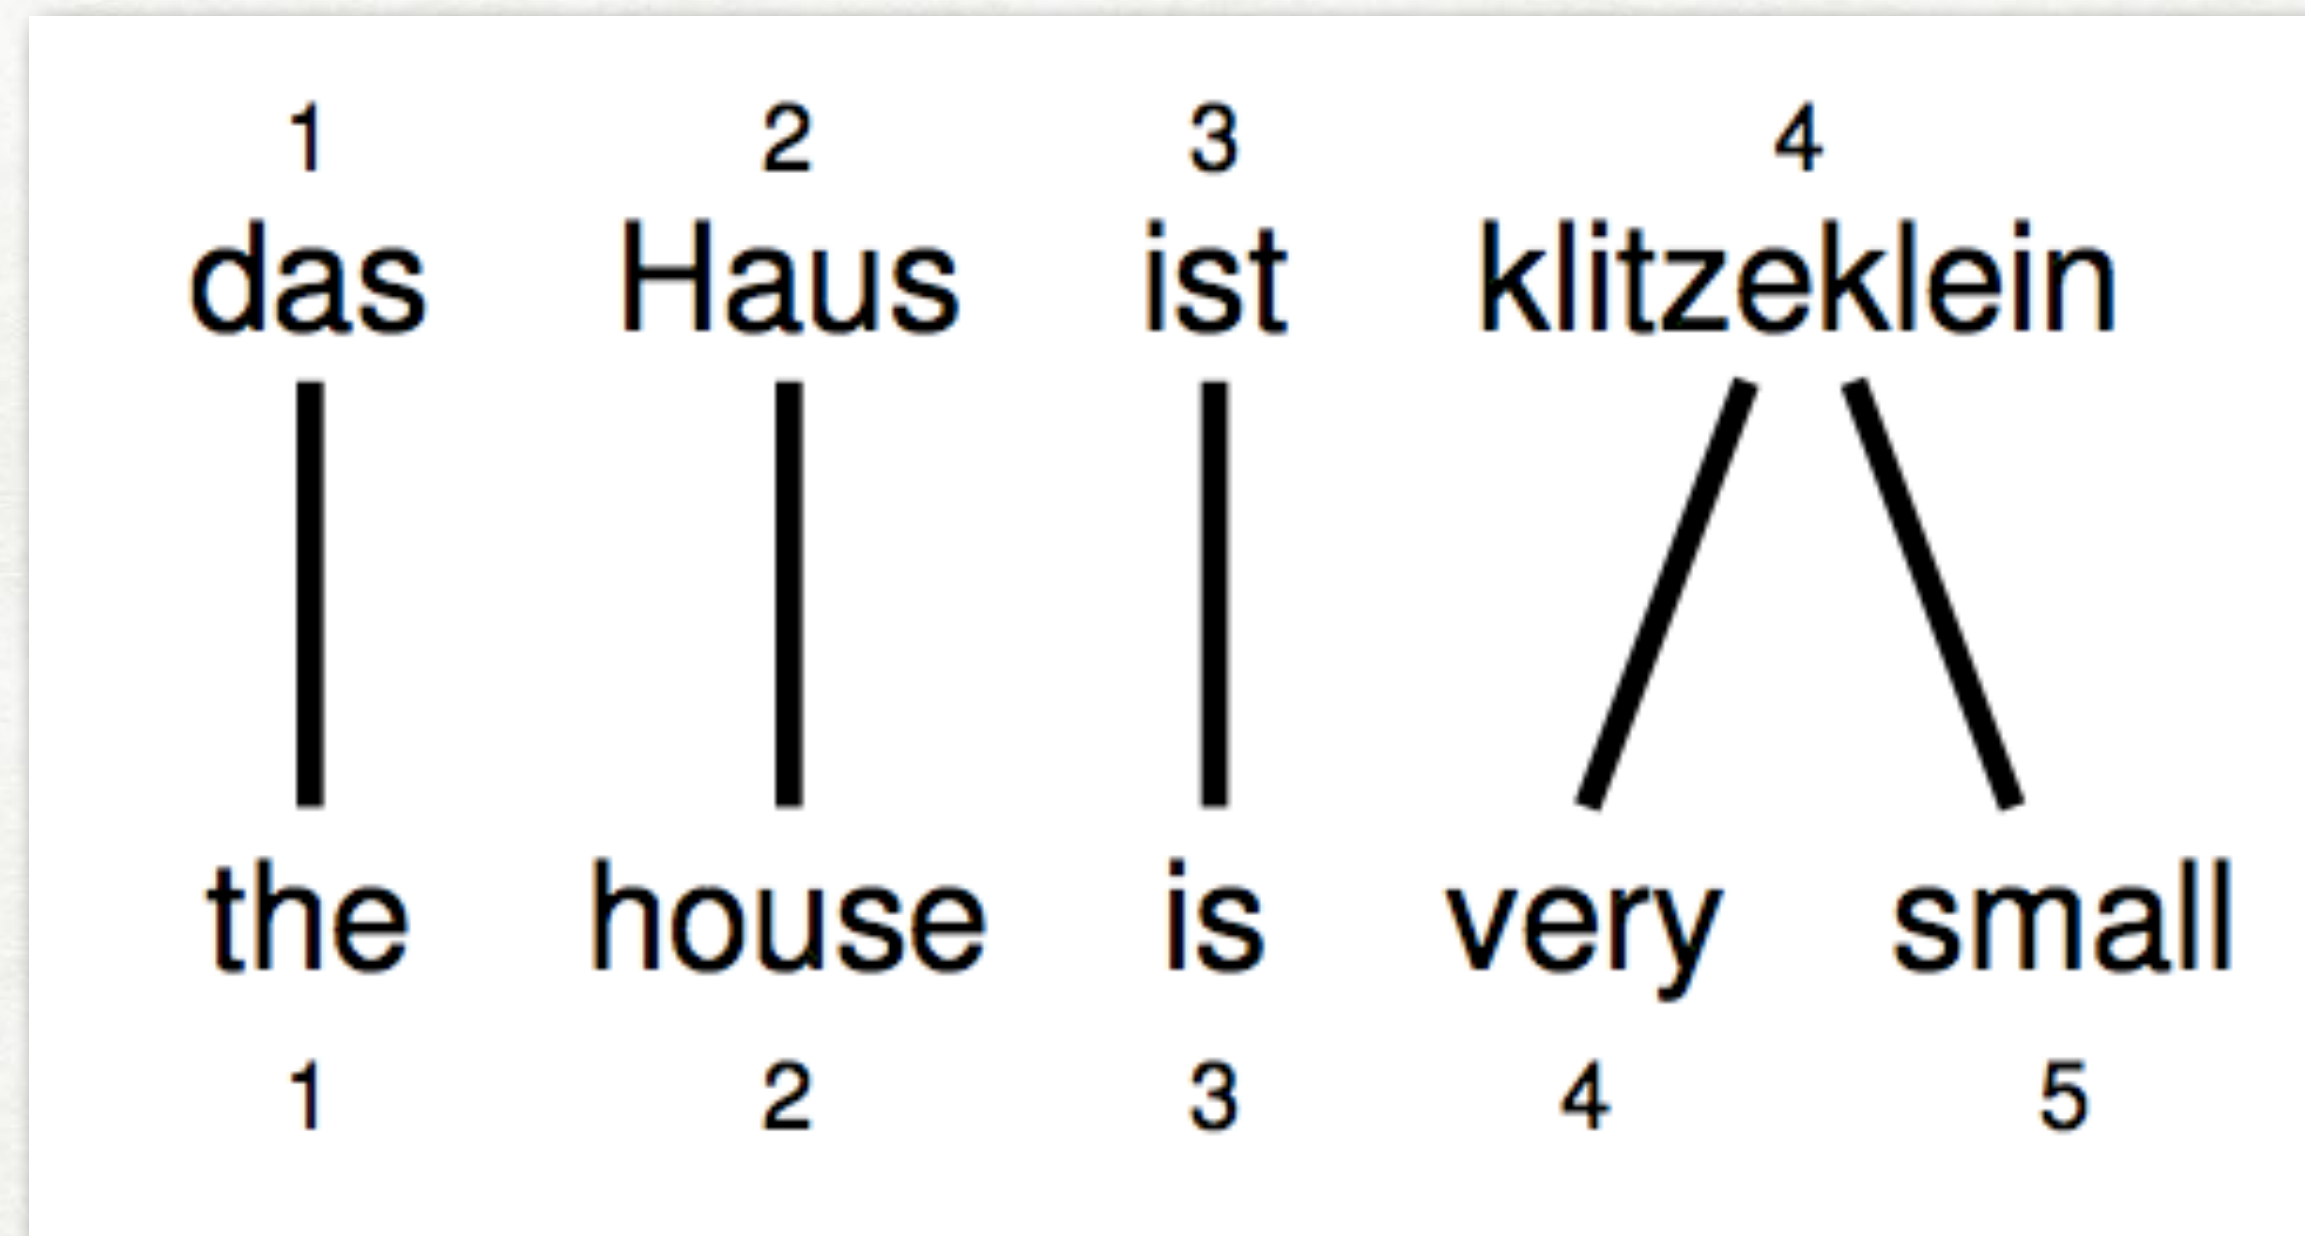 1 2 3 4
das Haus ist klitzeklein
the house is very small
1 2 3 4 5